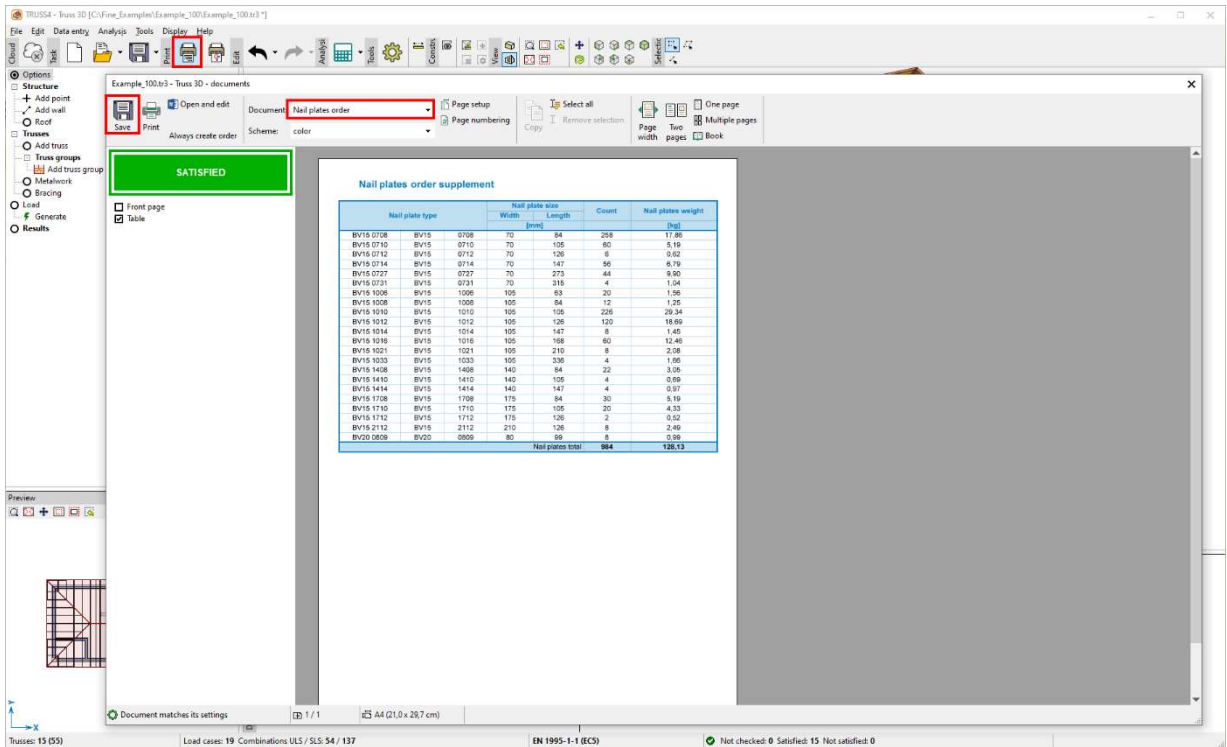 TRUSS4 - Truss 3D [C:\Fine_Examples\Example_100\Example_100.tr3 *]
File Edit Data entry Analysis Tools Display Help
Cloud
Task
Print
Edit
Analysi
Tools
Constru
View
Selectio
Options
Structure
Add point
Add wall
Roof
Trusses
Add truss
Truss groups
Add truss group
Metalwork
Bracing
Load
Generate
Results
Example_100.tr3 - Truss 3D - documents
Save
Print
Open and edit
Always create order
Document: Nail plates order
Scheme: color
Page setup
Page numbering
Copy
Select all
Remove selection
Page width
Two pages
One page
Multiple pages
Book
SATISFIED
Front page
Table
Nail plates order supplement
Nail plate type Nail plate size Count Nail plates weight
Width Length
[mm] [kg]
BV15 0708 BV15 0708 70 84 258 17,86
BV15 0710 BV15 0710 70 105 60 5,19
BV15 0712 BV15 0712 70 126 6 0,62
BV15 0714 BV15 0714 70 147 56 6,79
BV15 0727 BV15 0727 70 273 44 9,90
BV15 0731 BV15 0731 70 315 4 1,04
BV15 1006 BV15 1006 105 63 20 1,56
BV15 1008 BV15 1008 105 84 12 1,25
BV15 1010 BV15 1010 105 105 226 29,34
BV15 1012 BV15 1012 105 126 120 18,69
BV15 1014 BV15 1014 105 147 8 1,45
BV15 1016 BV15 1016 105 168 60 12,46
BV15 1021 BV15 1021 105 210 8 2,08
BV15 1033 BV15 1033 105 336 4 1,66
BV15 1408 BV15 1408 140 84 22 3,05
BV15 1410 BV15 1410 140 105 4 0,69
BV15 1414 BV15 1414 140 147 4 0,97
BV15 1708 BV15 1708 175 84 30 5,19
BV15 1710 BV15 1710 175 105 20 4,33
BV15 1712 BV15 1712 175 126 2 0,52
BV15 2112 BV15 2112 210 126 8 2,49
BV20 0809 BV20 0809 80 99 8 0,99
Nail plates total 984 128,13
Preview
Y
X
Document matches its settings
1 / 1
A4 (21,0 x 29,7 cm)
Trusses: 15 (55)
Load cases: 19 Combinations ULS / SLS: 54 / 137
EN 1995-1-1 (EC5)
Not checked: 0 Satisfied: 15 Not satisfied: 0